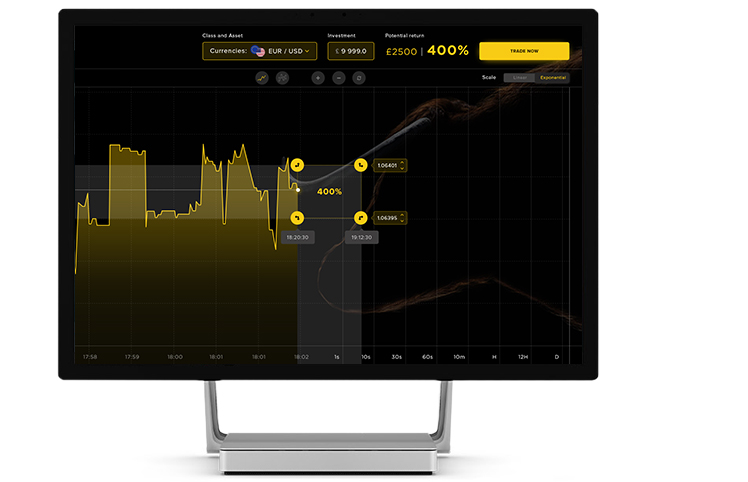 Class and Asset
Investment
Potential return
Currencies: EUR / USD
£ 9 999.0
£2500 | 400%
TRADE NOW
Scale
Linear
Exponential
1.06401
400%
1.06395
18:20:30
19:12:30
17:58
17:59
18:00
18:01
18:01
18:02
1s
10s
30s
60s
10m
H
12H
D